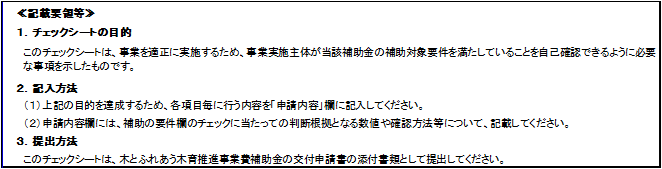 ≪記載要領等≫
１．チェックシートの目的
このチェックシートは、事業を適正に実施するため、事業実施主体が当該補助金の補助対象要件を満たしていることを自己確認できるように必要
な事項を示したものです。
２．記入方法
（１）上記の目的を達成するため、各項目毎に行う内容を「申請内容」欄に記入してください。
（２）申請内容欄には、補助の要件欄のチェックに当たっての判断根拠となる数値や確認方法等について、記載してください。
３．提出方法
このチェックシートは、木とふれあう木育推進事業費補助金の交付申請書の添付書類として提出してください。